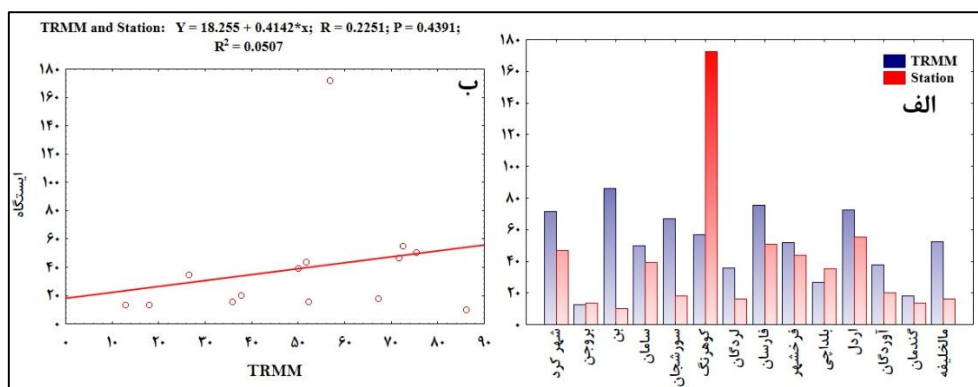 TRMM and Station: Y = 18.255 + 0.4142*x; R = 0.2251; P = 0.4391;
R² = 0.0507
ب
ایستگاه
۱۸۰
۱۶۰
۱۴۰
۱۲۰
۱۰۰
۸۰
۶۰
۴۰
۲۰
۰
۰ ۱۰ ۲۰ ۳۰ ۴۰ ۵۰ ۶۰ ۷۰ ۸۰ ۹۰
TRMM
TRMM
Station
الف
۱۸۰
۱۶۰
۱۴۰
۱۲۰
۱۰۰
۸۰
۶۰
۴۰
۲۰
۰
شهر کرد
بروجن
بن
سامان
سورشجان
کوهرنگ
لردگان
فارسان
فرخشهر
بلداچی
اردل
آوردگان
گندمان
مالخلیفه